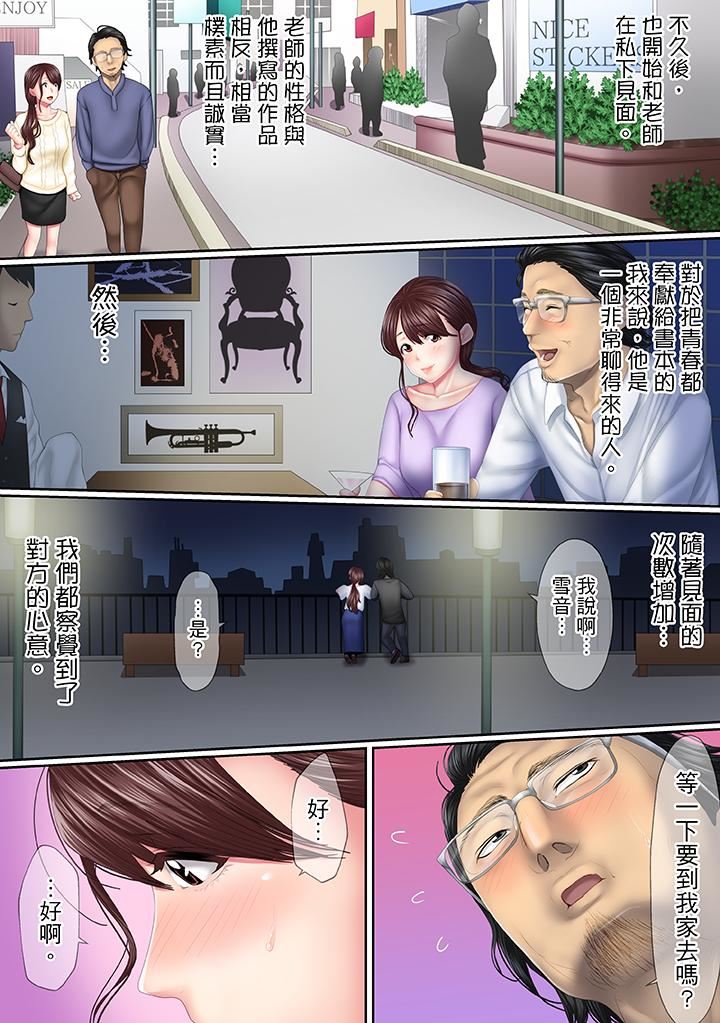 不久後，
也開始和老師
在私下見面。
NICE
STICKERS
老師的性格與
他撰寫的作品
相反，相當
樸素而且誠實…
ENJOY
SALE
對於把青春都
奉獻給書本的
我來說，他是
一個非常聊得來的人。
然後…
隨著見面的
次數增加…
我說啊…
雪音…
…是？
我們都察覺到了
對方的心意。
等一下要到我家去嗎？
好…
…好啊。